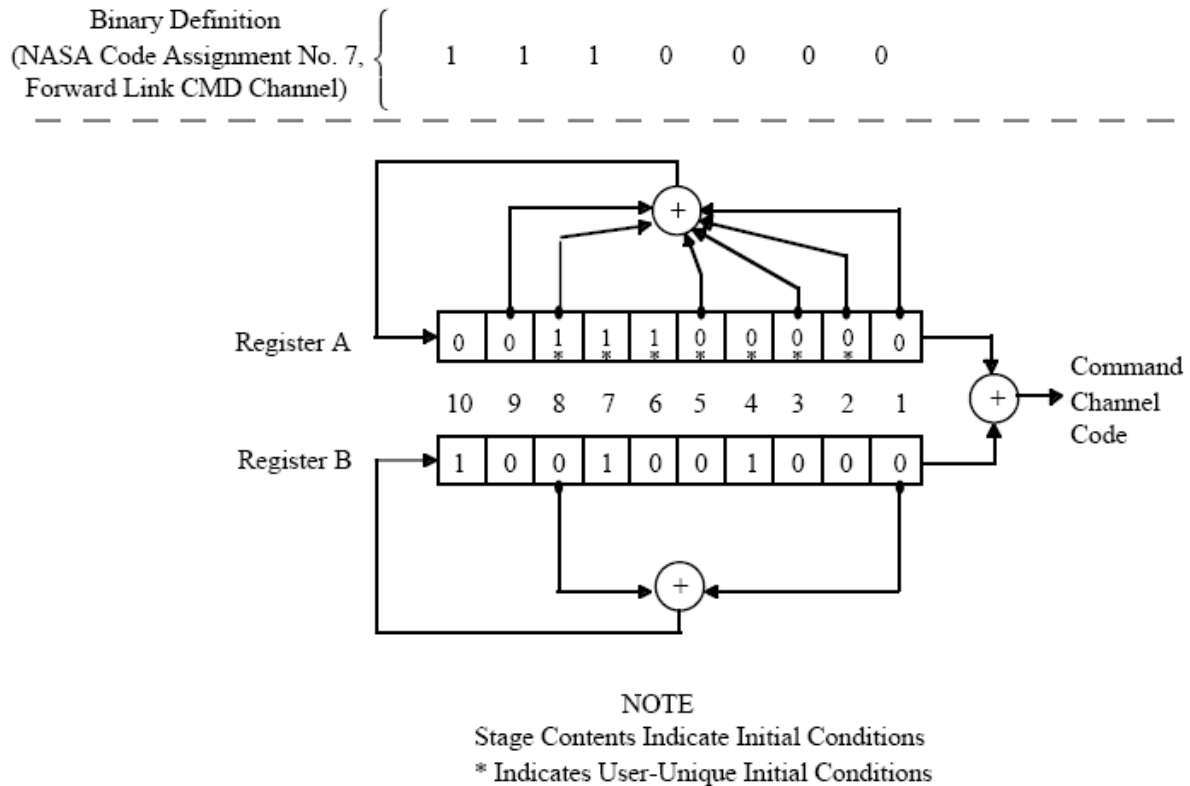 Binary Definition
(NASA Code Assignment No. 7,
Forward Link CMD Channel)
1 1 1 0 0 0 0
+
Register A
0 0 1 1 1 0 0 0 0 0
* * * * * * *
10 9 8 7 6 5 4 3 2 1
+
Command
Channel
Code
Register B
1 0 0 1 0 0 1 0 0 0
+
NOTE
Stage Contents Indicate Initial Conditions
* Indicates User-Unique Initial Conditions